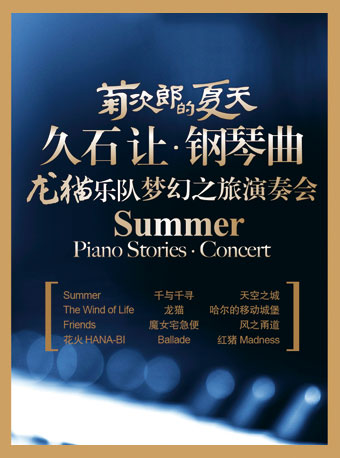 菊次郎的夏天
久石让·钢琴曲
龙猫乐队梦幻之旅演奏会
Summer
Piano Stories · Concert
Summer 千与千寻 天空之城
The Wind of Life 龙猫 哈尔的移动城堡
Friends 魔女宅急便 风之甬道
花火 HANA-BI Ballade 红猪 Madness